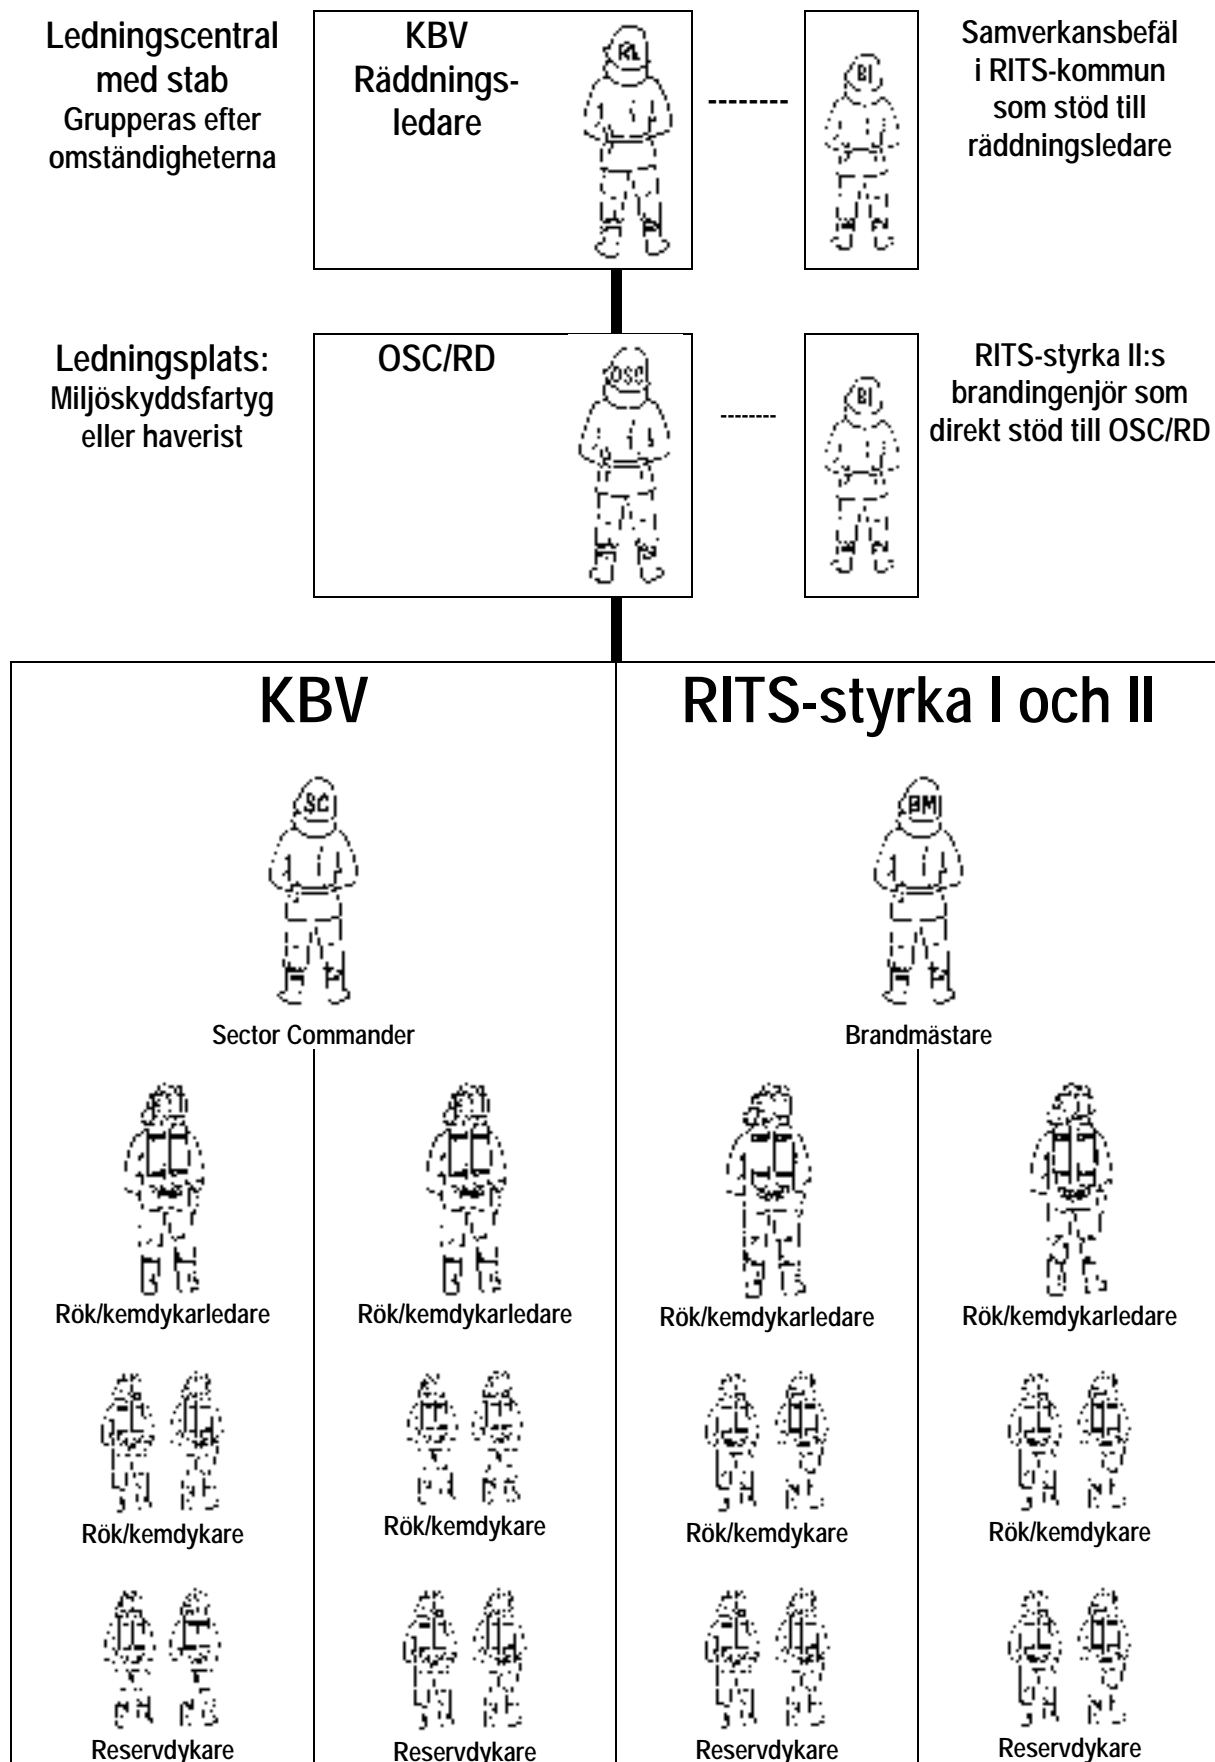 Ledningscentral
med stab
Grupperas efter
omständigheterna
KBV
Räddnings-
ledare
RL
BI
Samverkansbefäl
i RITS-kommun
som stöd till
räddningsledare
Ledningsplats:
Miljöskyddsfartyg
eller haverist
OSC/RD
OSC
BI
RITS-styrka II:s
brandingenjör som
direkt stöd till OSC/RD
KBV
RITS-styrka I och II
SC
BM
Sector Commander
Brandmästare
Rök/kemdykarledare
Rök/kemdykarledare
Rök/kemdykarledare
Rök/kemdykarledare
Rök/kemdykare
Rök/kemdykare
Rök/kemdykare
Rök/kemdykare
Reservdykare
Reservdykare
Reservdykare
Reservdykare